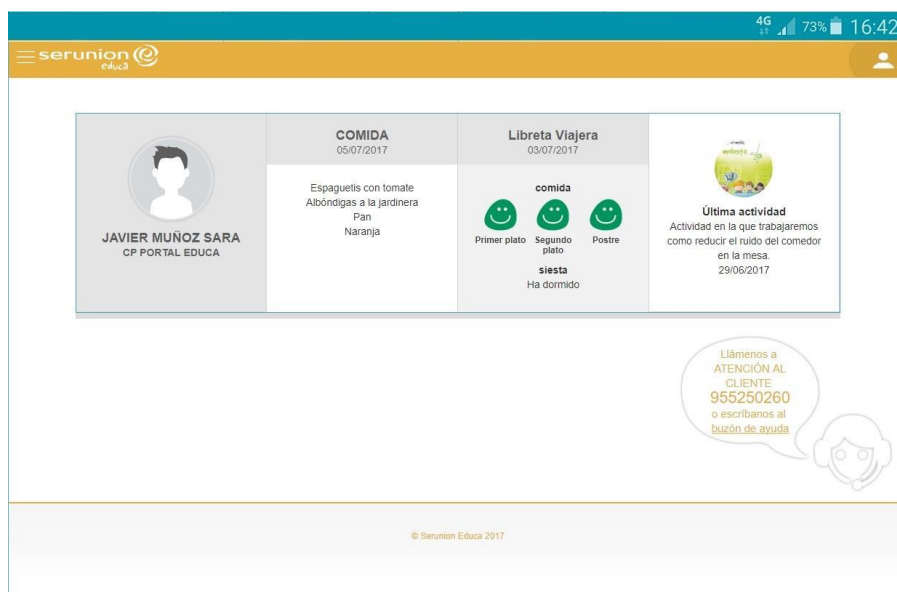 4G 73% 16:42
serunion
educa
JAVIER MUÑOZ SARA
CP PORTAL EDUCA
COMIDA
05/07/2017
Espaguetis con tomate
Albóndigas a la jardinera
Pan
Naranja
Libreta Viajera
03/07/2017
comida
Primer plato
Segundo
plato
Postre
siesta
Ha dormido
Última actividad
Actividad en la que trabajaremos
como reducir el ruido del comedor
en la mesa.
29/06/2017
Llámenos a
ATENCIÓN AL
CLIENTE
955250260
o escríbanos al
buzón de ayuda
© Serunion Educa 2017